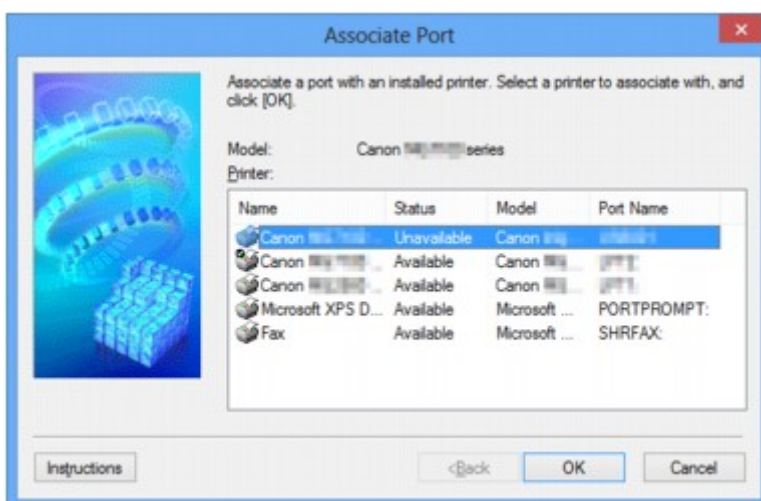 Associate Port
Associate a port with an installed printer. Select a printer to associate with, and
click [OK].
Model: Canon series
Printer:
Name Status Model Port Name
Canon ... Unavailable Canon
Canon ... Available Canon ...
Canon ... Available Canon ...
Microsoft XPS D... Available Microsoft ... PORTPROMPT:
Fax Available Microsoft ... SHRFAX:
Instructions <Back OK Cancel